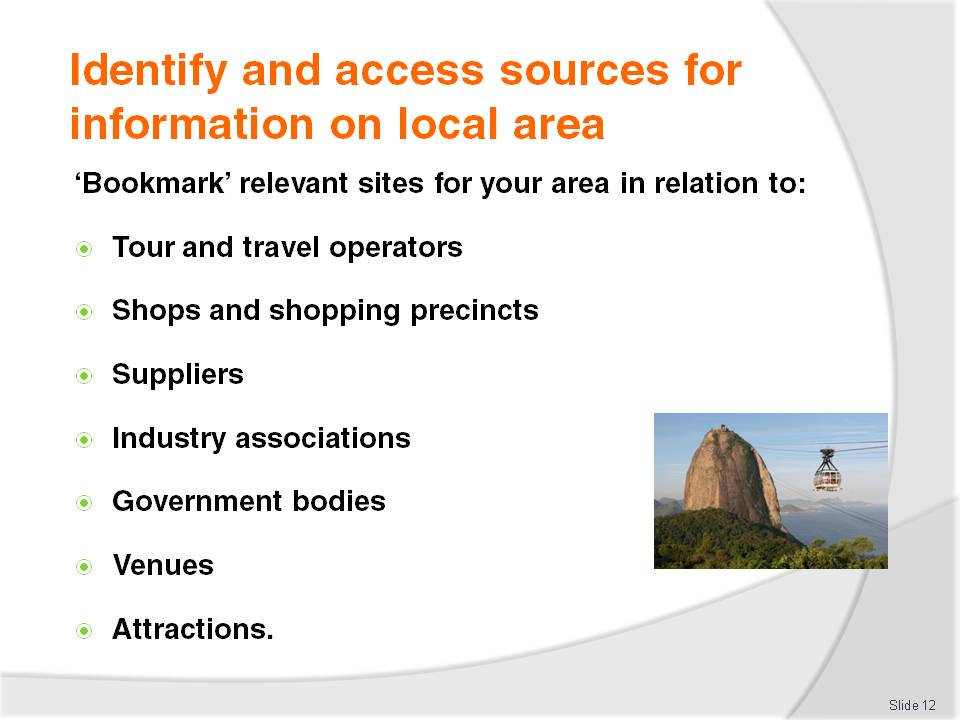 Identify and access sources for
information on local area
‘Bookmark’ relevant sites for your area in relation to:
Tour and travel operators
Shops and shopping precincts
Suppliers
Industry associations
Government bodies
Venues
Attractions.
Slide 12